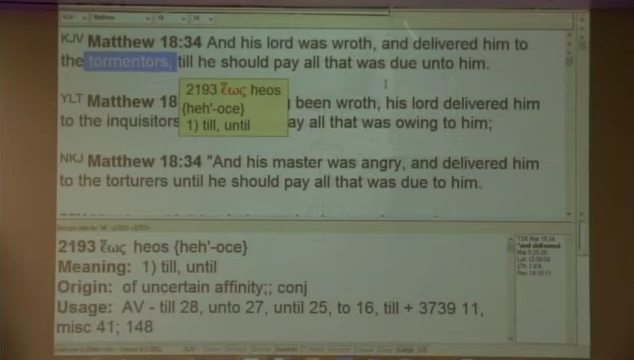 KJV Matthew 18:34 And his lord was wroth, and delivered him to
the tormentors, till he should pay all that was due unto him.
YLT Matthew 18 been wroth, his lord delivered him
to the inquisitors ay all that was owing to him;
2193 ἕως heos
{heh'-oce}
1) till, until
NKJ Matthew 18:34 "And his master was angry, and delivered him
to the torturers until he should pay all that was due to him.
2193 ἕως heos {heh'-oce}
Meaning: 1) till, until
Origin: of uncertain affinity;; conj
Usage: AV - till 28, unto 27, until 25, to 16, till + 3739 11,
misc 41; 148